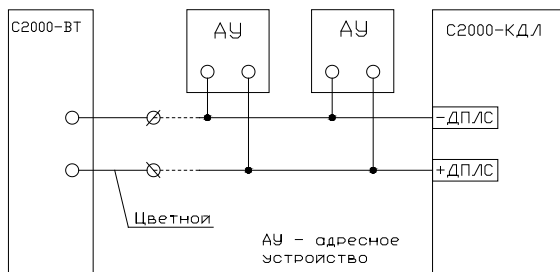 С2000-ВТ
АУ
АУ
С2000-КДЛ
-ДПЛС
+ДПЛС
Цветной
АУ - адресное
устройство